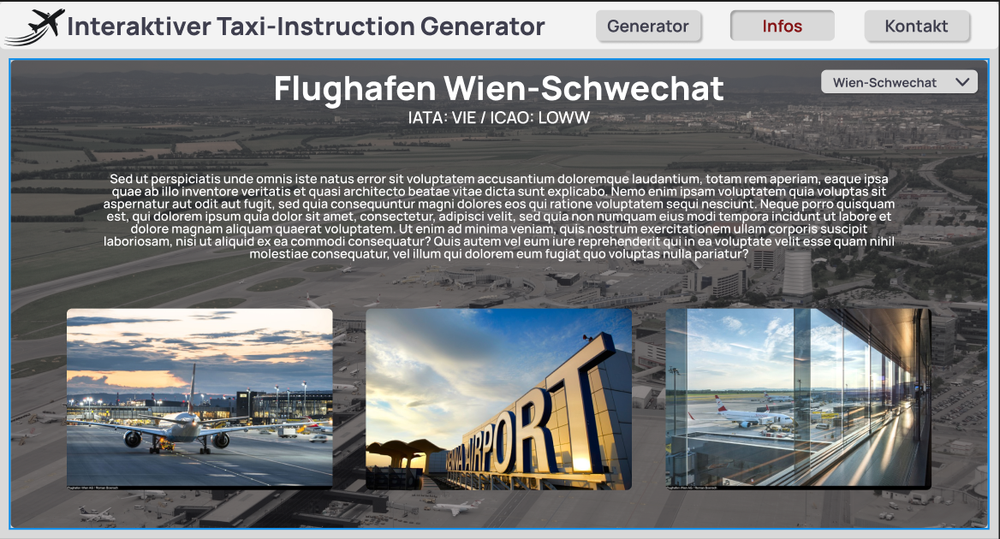 Interaktiver Taxi-Instruction Generator
Generator
Infos
Kontakt
Flughafen Wien-Schwechat
Wien-Schwechat
IATA: VIE / ICAO: LOWW
Sed ut perspiciatis unde omnis iste natus error sit voluptatem accusantium doloremque laudantium, totam rem aperiam, eaque ipsa
quae ab illo inventore veritatis et quasi architecto beatae vitae dicta sunt explicabo. Nemo enim ipsam voluptatem quia voluptas sit
aspernatur aut odit aut fugit, sed quia consequuntur magni dolores eos qui ratione voluptatem sequi nesciunt. Neque porro quisquam
est, qui dolorem ipsum quia dolor sit amet, consectetur, adipisci velit, sed quia non numquam eius modi tempora incidunt ut labore et
dolore magnam aliquam quaerat voluptatem. Ut enim ad minima veniam, quis nostrum exercitationem ullam corporis suscipit
laboriosam, nisi ut aliquid ex ea commodi consequatur? Quis autem vel eum iure reprehenderit qui in ea voluptate velit esse quam nihil
molestiae consequatur, vel illum qui dolorem eum fugiat quo voluptas nulla pariatur?
AIRPORT